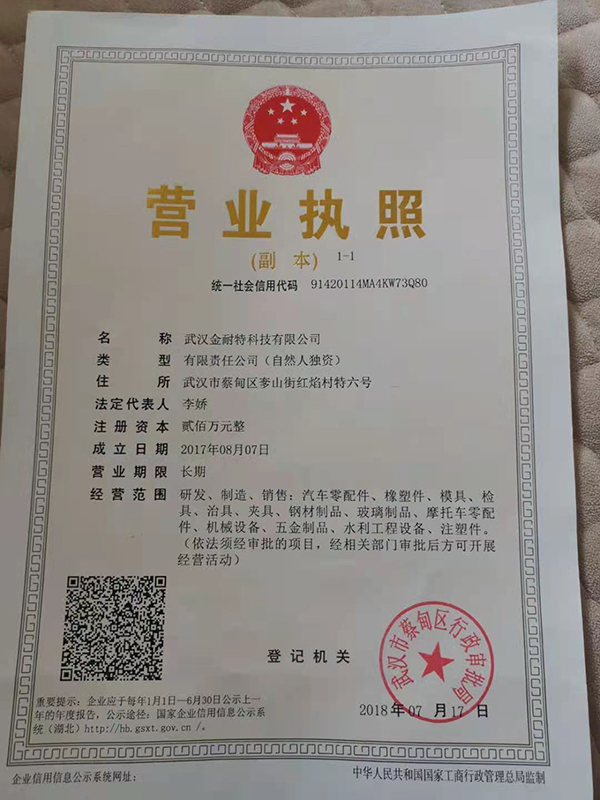 营业执照
(副本) 1-1
统一社会信用代码 91420114MA4KW73Q80
名称 武汉金耐特科技有限公司
类型 有限责任公司(自然人独资)
住所 武汉市蔡甸区奓山街红焰村特六号
法定代表人 李娇
注册资本 贰佰万元整
成立日期 2017年08月07日
营业期限 长期
经营范围 研发、制造、销售:汽车零配件、橡塑件、模具、检
具、治具、夹具、钢材制品、玻璃制品、摩托车零配
件、机械设备、五金制品、水利工程设备、注塑件。
(依法须经审批的项目,经相关部门审批后方可开展
经营活动)
登记机关
武汉市蔡甸区行政审批局
2018年07月17日
重要提示:企业应于每年1月1日—6月30日公示上一
年的年度报告,公示途径:国家企业信用信息公示系
统(湖北)http://hb.gsxt.gov.cn/。
企业信用信息公示系统网址:
中华人民共和国国家工商行政管理总局监制